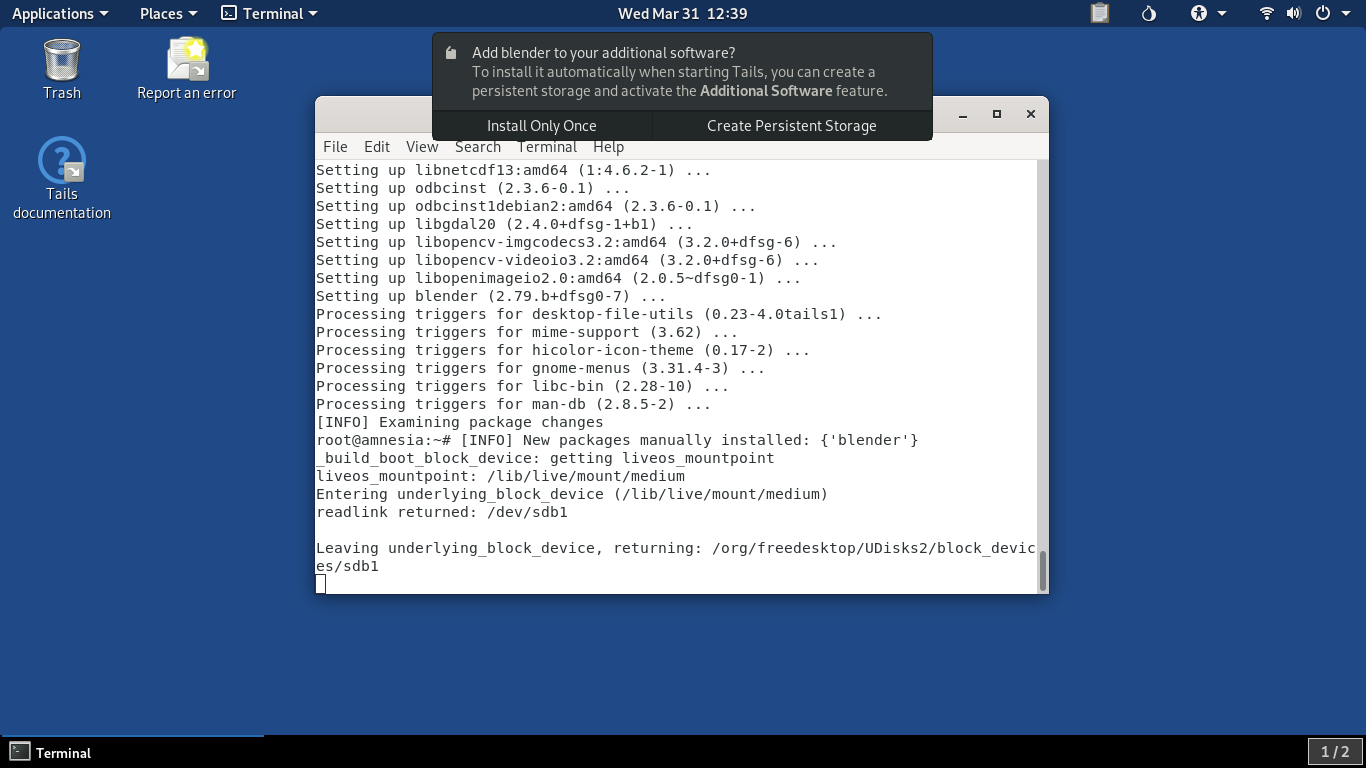 Applications Places Terminal Wed Mar 31 12:39
Trash
Report an error
Tails
documentation
Add blender to your additional software?
To install it automatically when starting Tails, you can create a
persistent storage and activate the Additional Software feature.
Install Only Once Create Persistent Storage
File Edit View Search Terminal Help
Setting up libnetcdf13:amd64 (1:4.6.2-1) ...
Setting up odbcinst (2.3.6-0.1) ...
Setting up odbcinst1debian2:amd64 (2.3.6-0.1) ...
Setting up libgdal20 (2.4.0+dfsg-1+b1) ...
Setting up libopencv-imgcodecs3.2:amd64 (3.2.0+dfsg-6) ...
Setting up libopencv-videoio3.2:amd64 (3.2.0+dfsg-6) ...
Setting up libopenimageio2.0:amd64 (2.0.5~dfsg0-1) ...
Setting up blender (2.79.b+dfsg0-7) ...
Processing triggers for desktop-file-utils (0.23-4.0tails1) ...
Processing triggers for mime-support (3.62) ...
Processing triggers for hicolor-icon-theme (0.17-2) ...
Processing triggers for gnome-menus (3.31.4-3) ...
Processing triggers for libc-bin (2.28-10) ...
Processing triggers for man-db (2.8.5-2) ...
[INFO] Examining package changes
root@amnesia:~# [INFO] New packages manually installed: {'blender'}
_build_boot_block_device: getting liveos_mountpoint
liveos_mountpoint: /lib/live/mount/medium
Entering underlying_block_device (/lib/live/mount/medium)
readlink returned: /dev/sdb1
Leaving underlying_block_device, returning: /org/freedesktop/UDisks2/block_devic
es/sdb1
Terminal
1 / 2